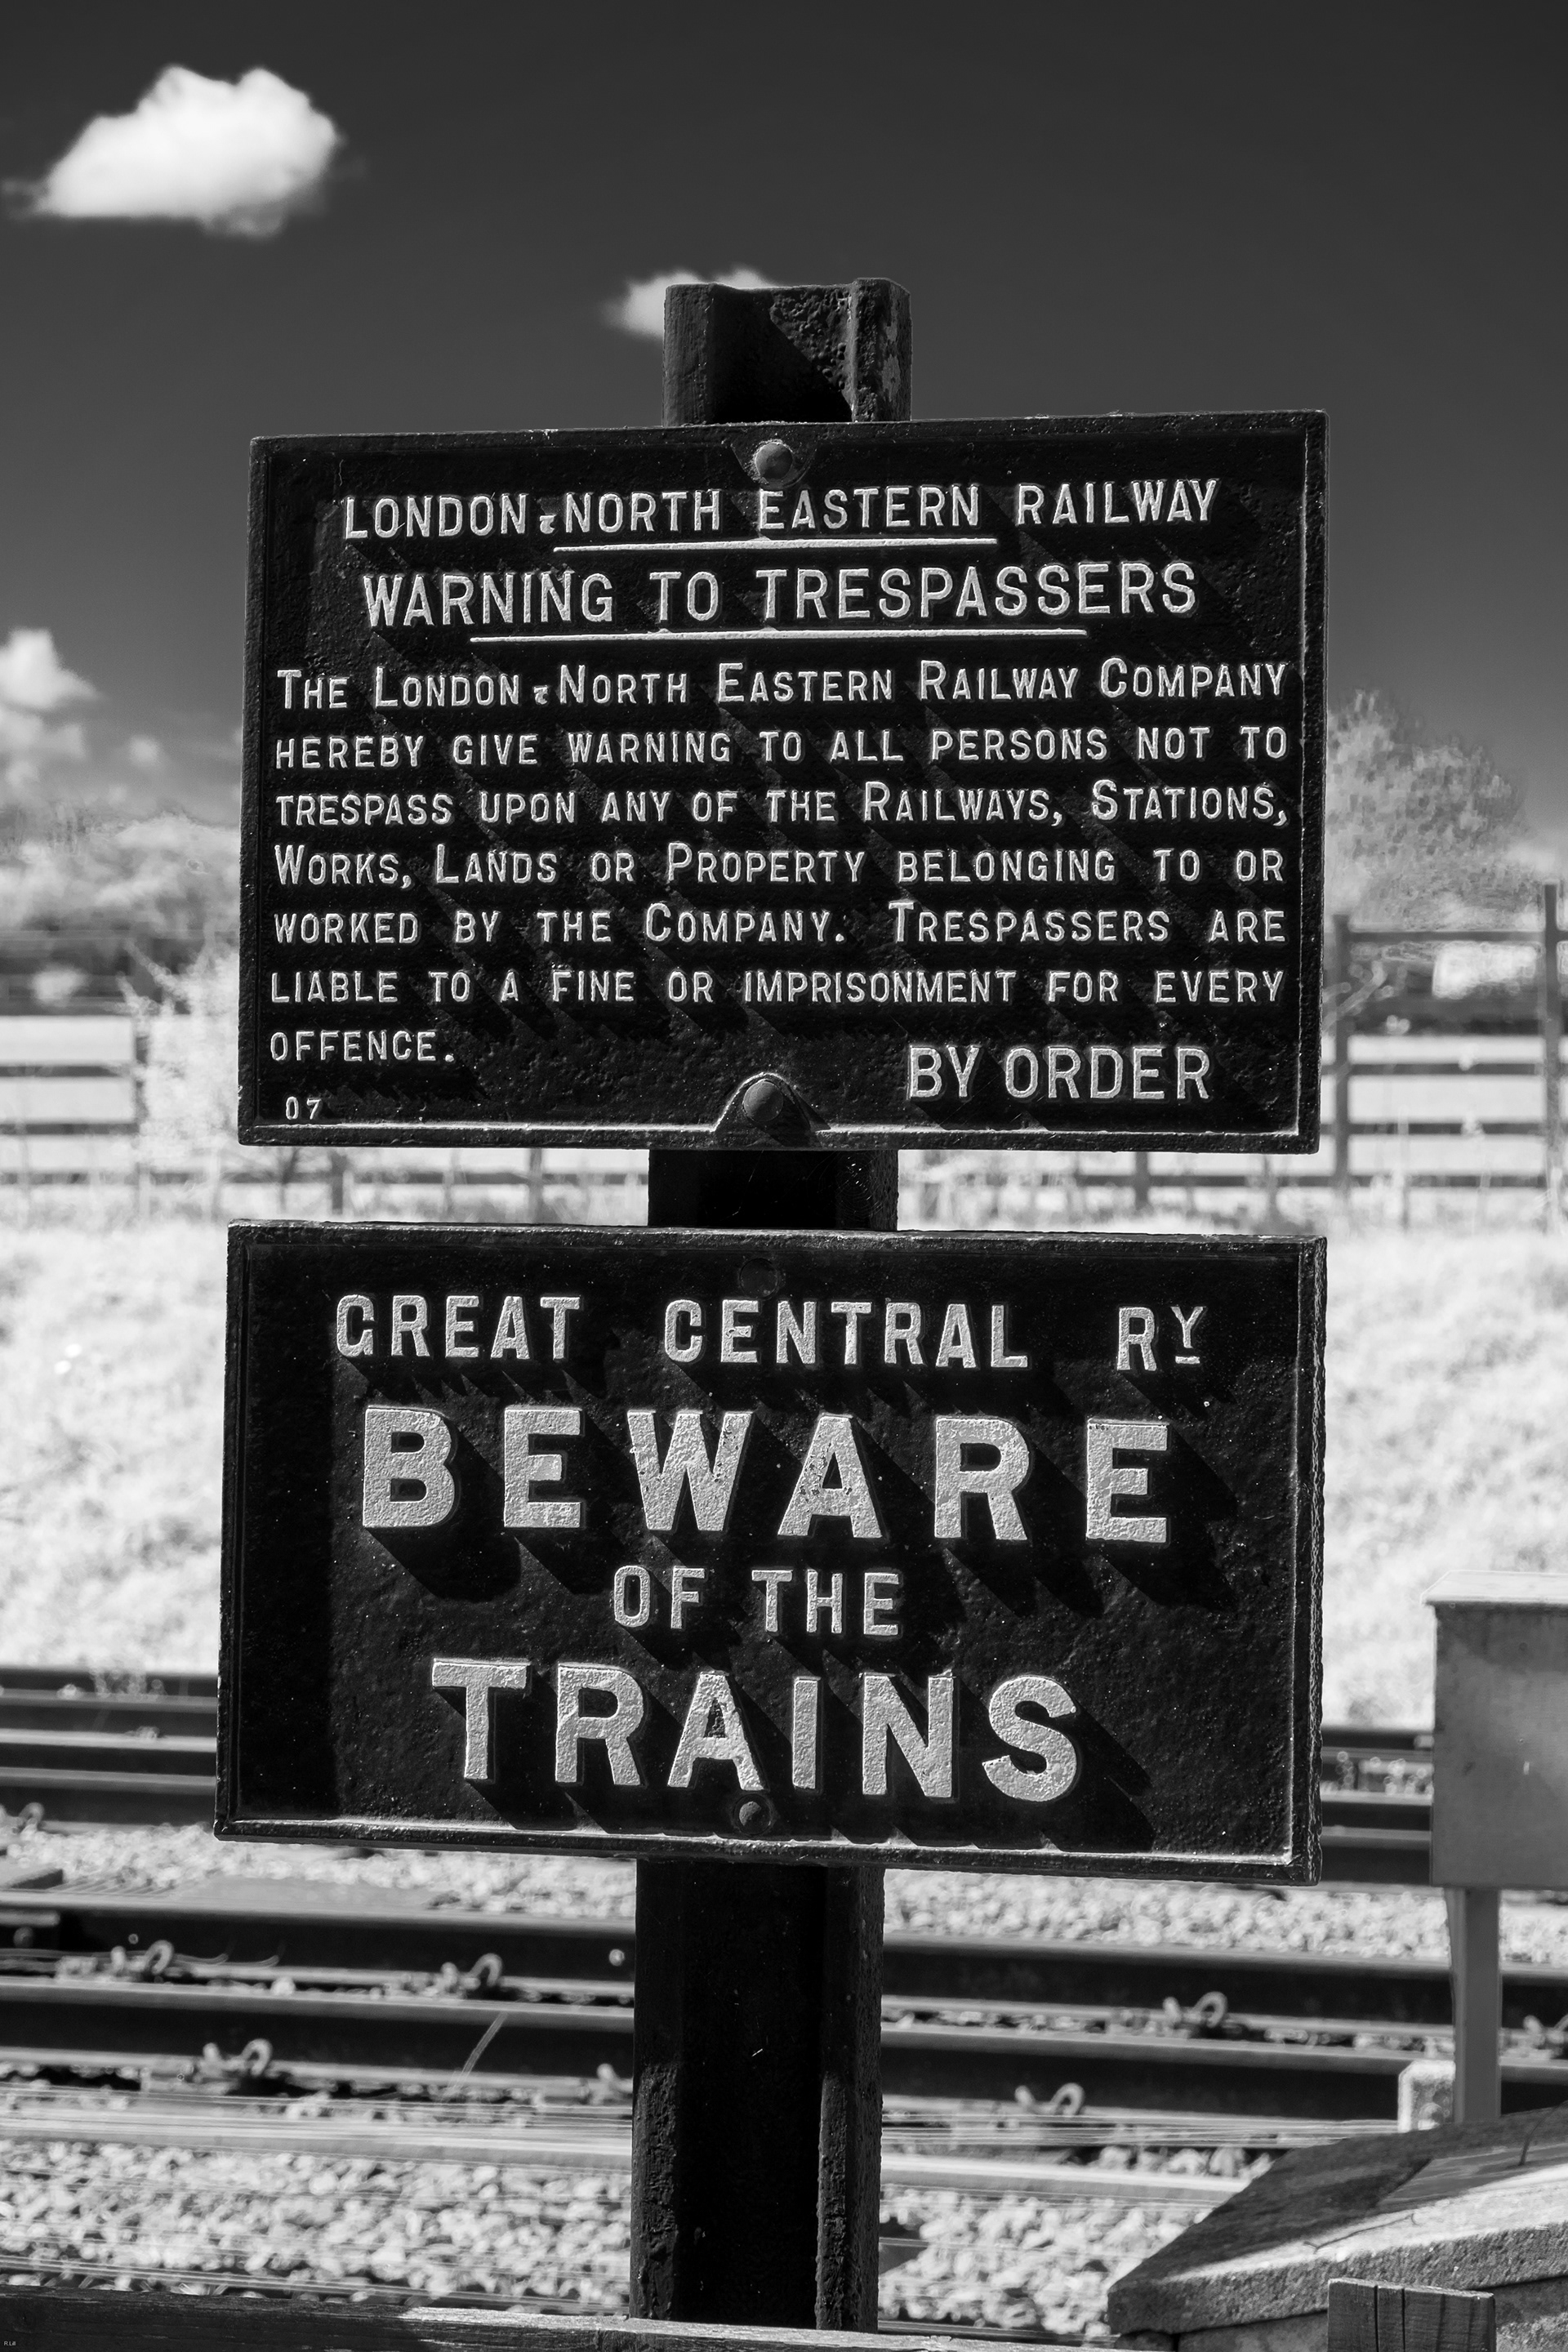 LONDON & NORTH EASTERN RAILWAY
WARNING TO TRESPASSERS
THE LONDON & NORTH EASTERN RAILWAY COMPANY
HEREBY GIVE WARNING TO ALL PERSONS NOT TO
TRESPASS UPON ANY OF THE RAILWAYS, STATIONS,
WORKS, LANDS OR PROPERTY BELONGING TO OR
WORKED BY THE COMPANY. TRESPASSERS ARE
LIABLE TO A FINE OR IMPRISONMENT FOR EVERY
OFFENCE.
BY ORDER
07
GREAT CENTRAL RY
BEWARE
OF THE
TRAINS